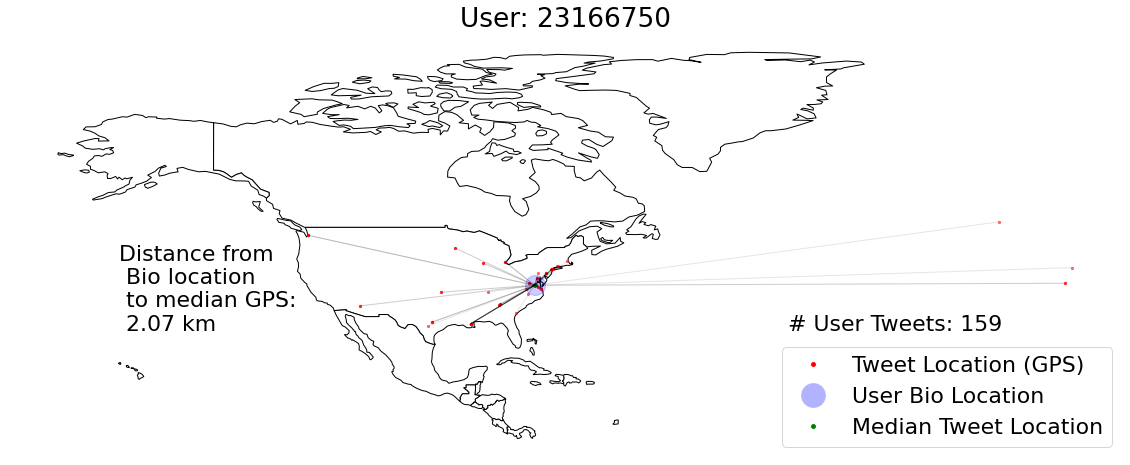 User: 23166750
Distance from
Bio location
to median GPS:
2.07 km
# User Tweets: 159
Tweet Location (GPS)
User Bio Location
Median Tweet Location